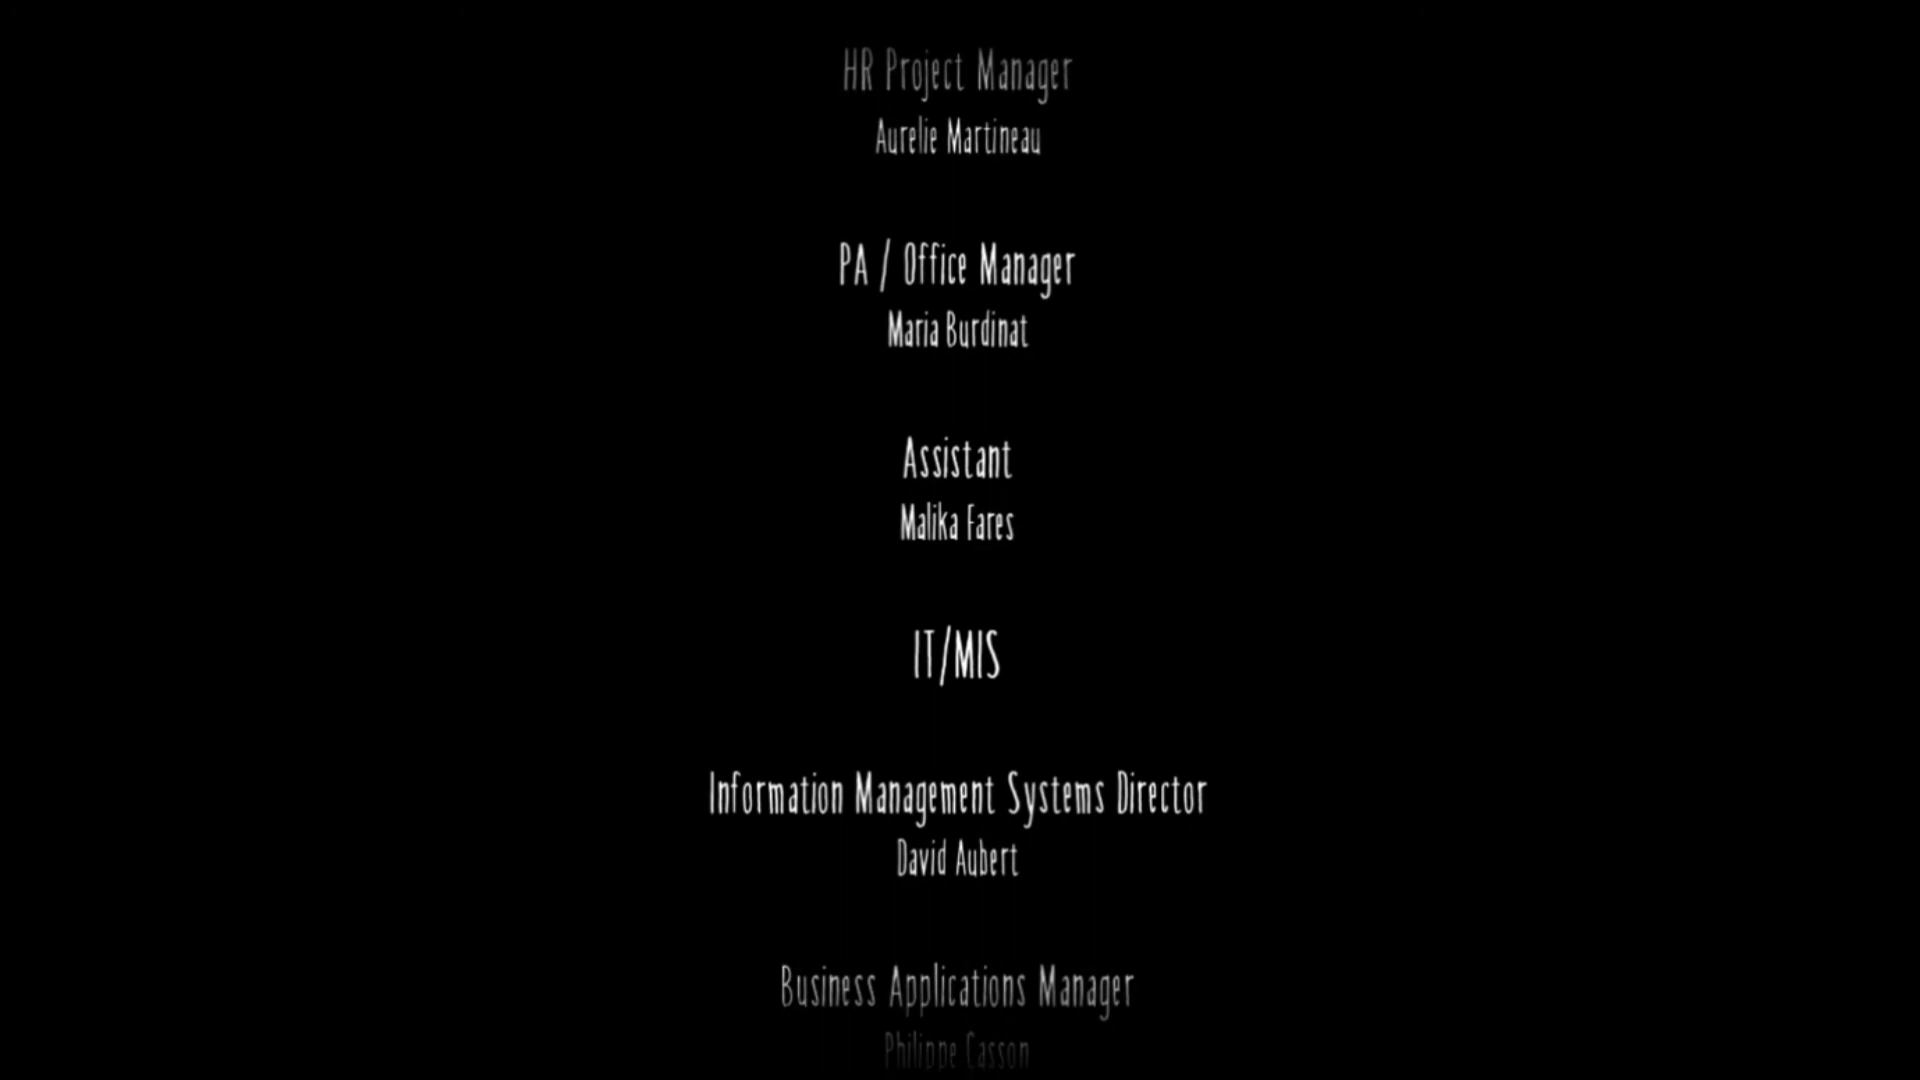 HR Project Manager
Aurelie Martineau
PA / Office Manager
Maria Burdinat
Assistant
Malika Fares
IT/MIS
Information Management Systems Director
David Aubert
Business Applications Manager
Philippe Casson